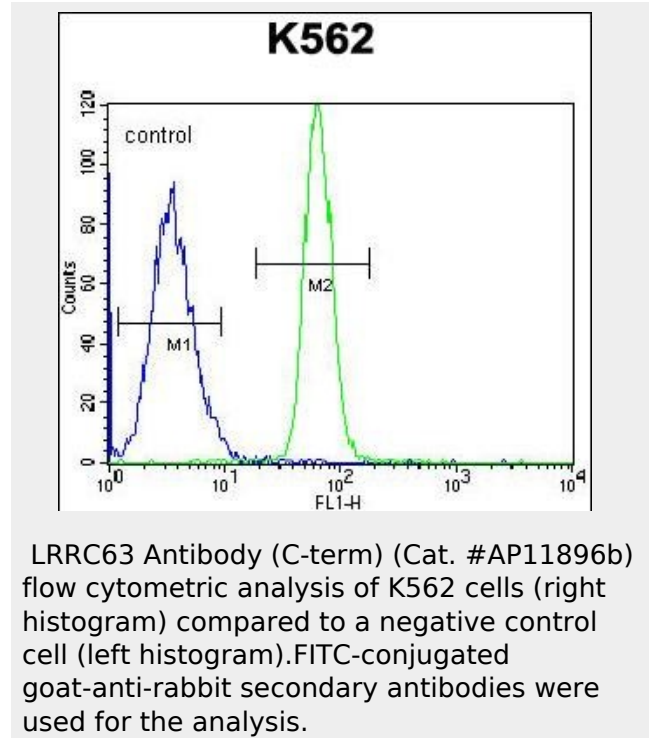 K562
120
100
80
60
40
20
0
Counts
control
M1
M2
10^0
10^1
10^2
10^3
10^4
FL1-H
LRRC63 Antibody (C-term) (Cat. #AP11896b)
flow cytometric analysis of K562 cells (right
histogram) compared to a negative control
cell (left histogram).FITC-conjugated
goat-anti-rabbit secondary antibodies were
used for the analysis.